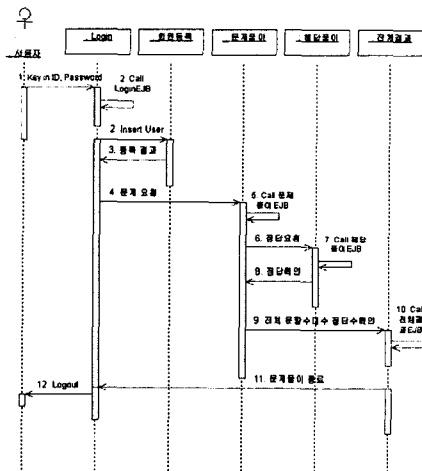 Login
회원등록
문제풀이
해답풀이
전체결과
사용자
1. Key in ID, Password
2 Call
LoginEJB
2 Insert User
3. 등록 결과
4 문제 요청
5. Call 문제
풀이 EJB
6. 정답요청
7 Call 해답
풀이EJB
8. 정답확인
9 전체 문항수대수 정답수확인
10 Call
전체결
과EJB
11. 문제풀이 종료
12 Logout